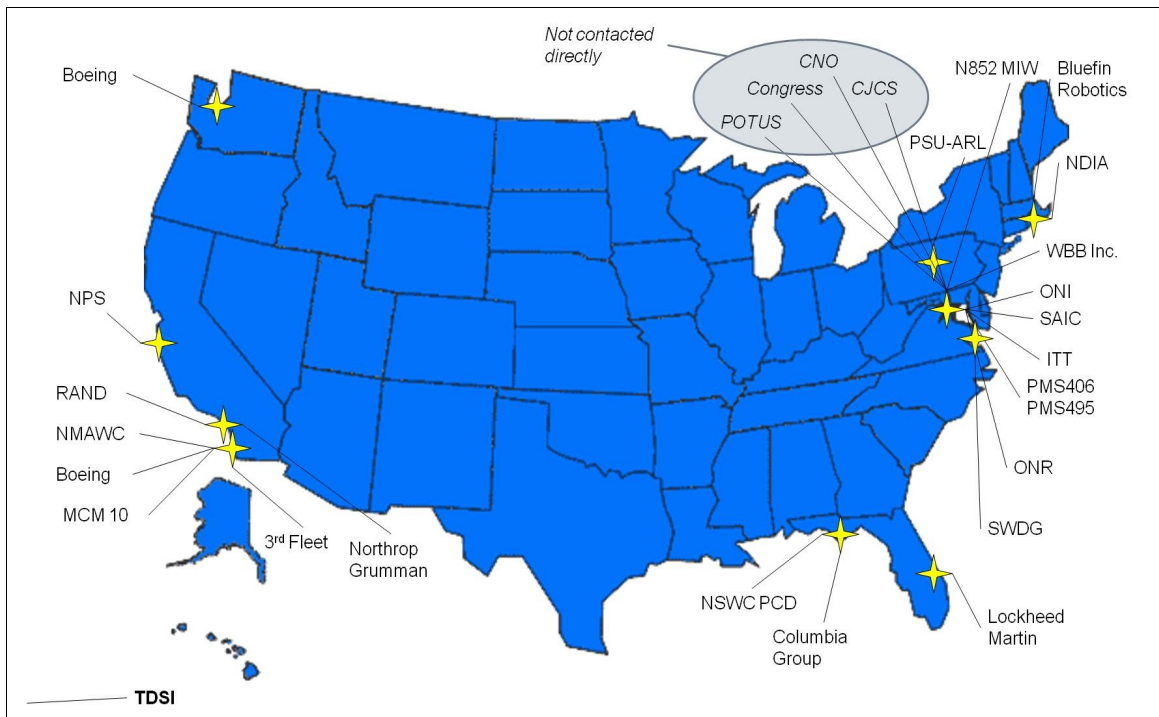 Not contacted
directly
CNO
Congress
CJCS
POTUS
N852 MIW
Bluefin
Robotics
Boeing
PSU-ARL
NDIA
WBB Inc.
ONI
SAIC
ITT
PMS406
PMS495
ONR
SWDG
NPS
RAND
NMAWC
Boeing
MCM 10
3rd Fleet
Northrop
Grumman
NSWC PCD
Columbia
Group
Lockheed
Martin
TDSI